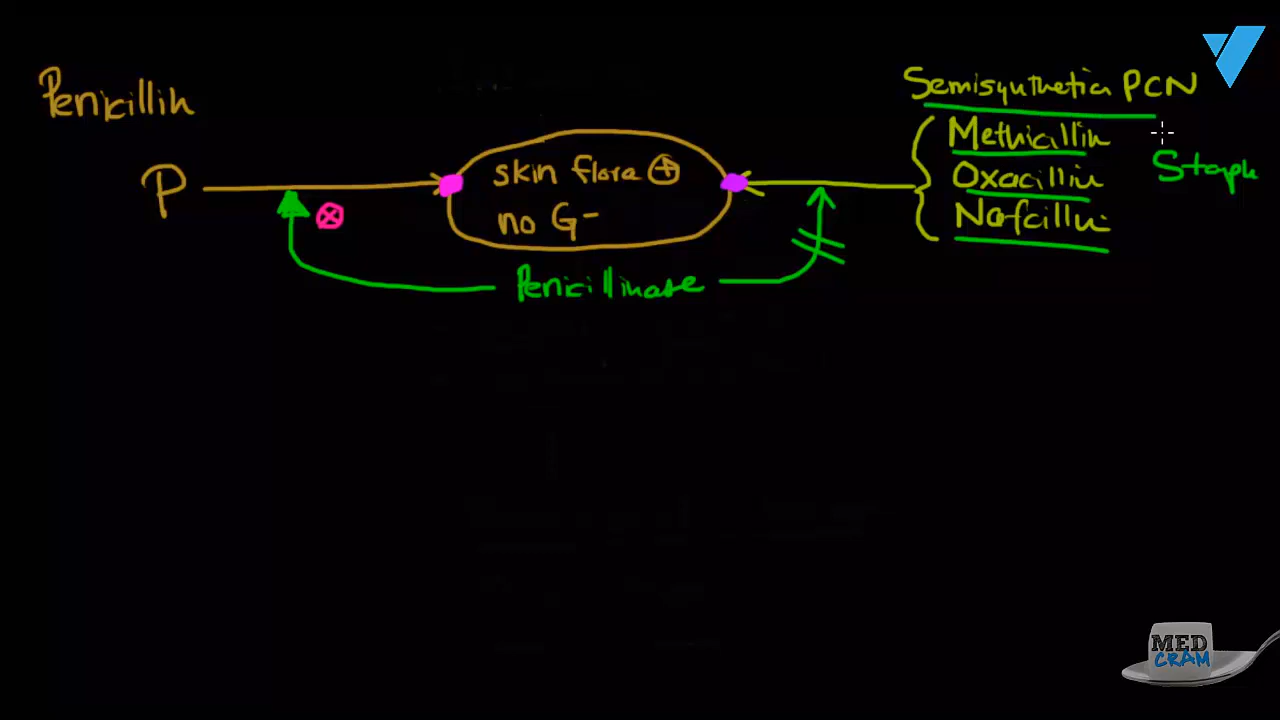 Penicillin
Semisynthetic PCN
Methicillin
Staph
Oxacillin
Nafcillin
P
skin flora ⊕
no G-
Penicillinase
MED
CRAM